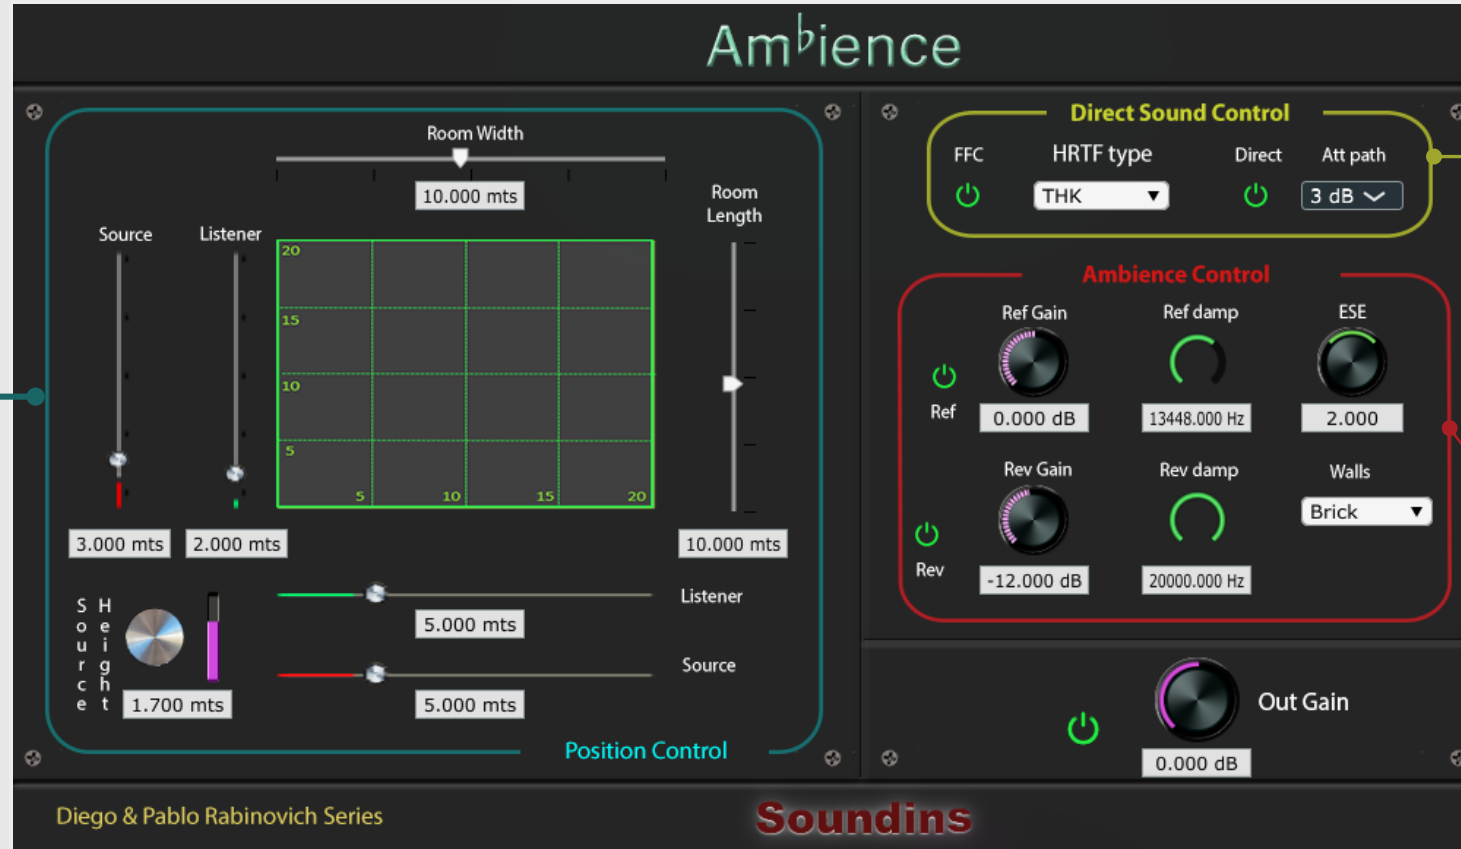 Am♭ience
Room Width
10.000 mts
Room
Length
Source
Listener
20
15
10
5
5
10
15
20
3.000 mts
2.000 mts
10.000 mts
Source
Height
1.700 mts
Listener
5.000 mts
Source
5.000 mts
Position Control
Direct Sound Control
FFC
HRTF type
Direct
Att path
THK
3 dB
Ambience Control
Ref Gain
Ref damp
ESE
Ref
0.000 dB
13448.000 Hz
2.000
Rev Gain
Rev damp
Walls
Brick
Rev
-12.000 dB
20000.000 Hz
Out Gain
0.000 dB
Diego & Pablo Rabinovich Series
Soundins